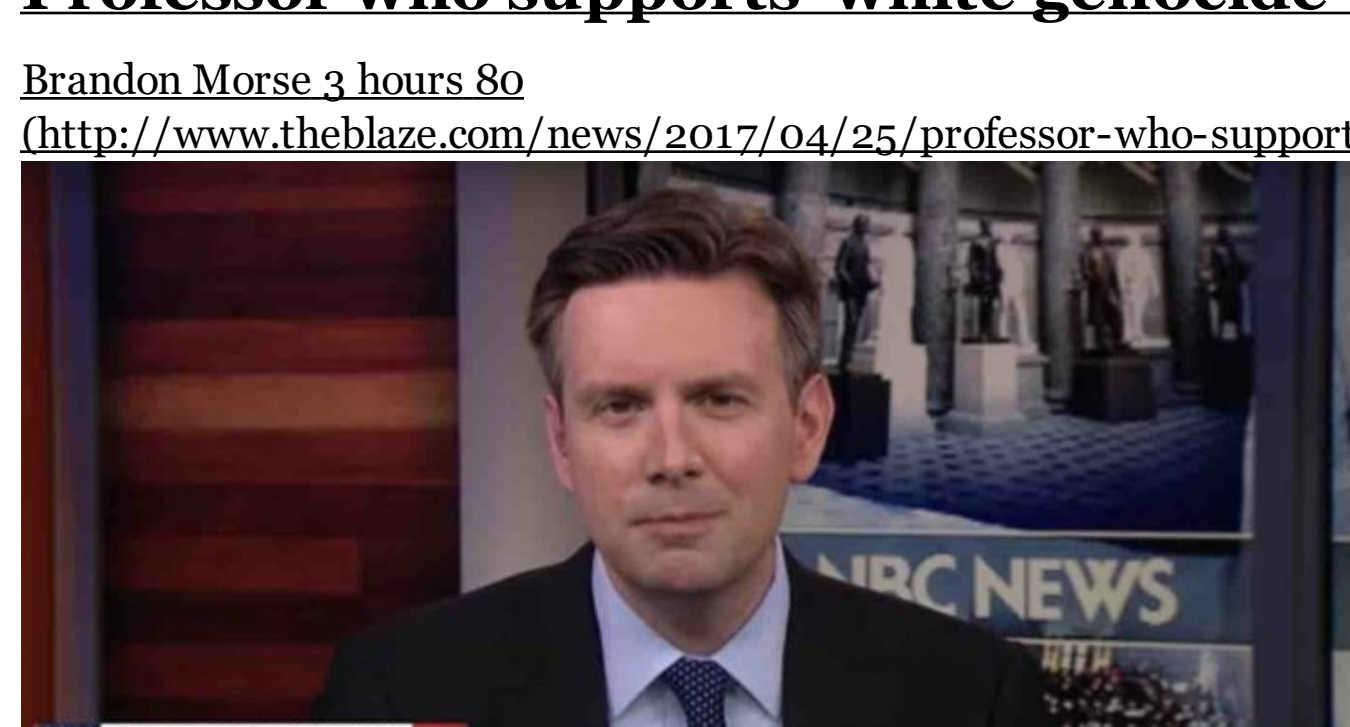 Professor who supports 'white genocide'
Brandon Morse 3 hours 80
(http://www.theblaze.com/news/2017/04/25/professor-who-support
NBC NEWS